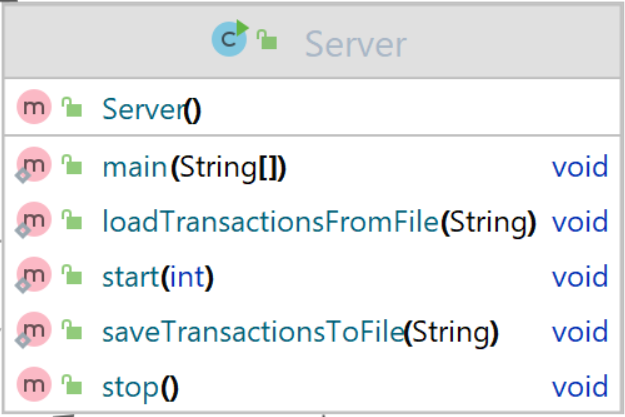 C Server
m Server()
m main(String[]) void
m loadTransactionsFromFile(String) void
m start(int) void
m saveTransactionsToFile(String) void
m stop() void